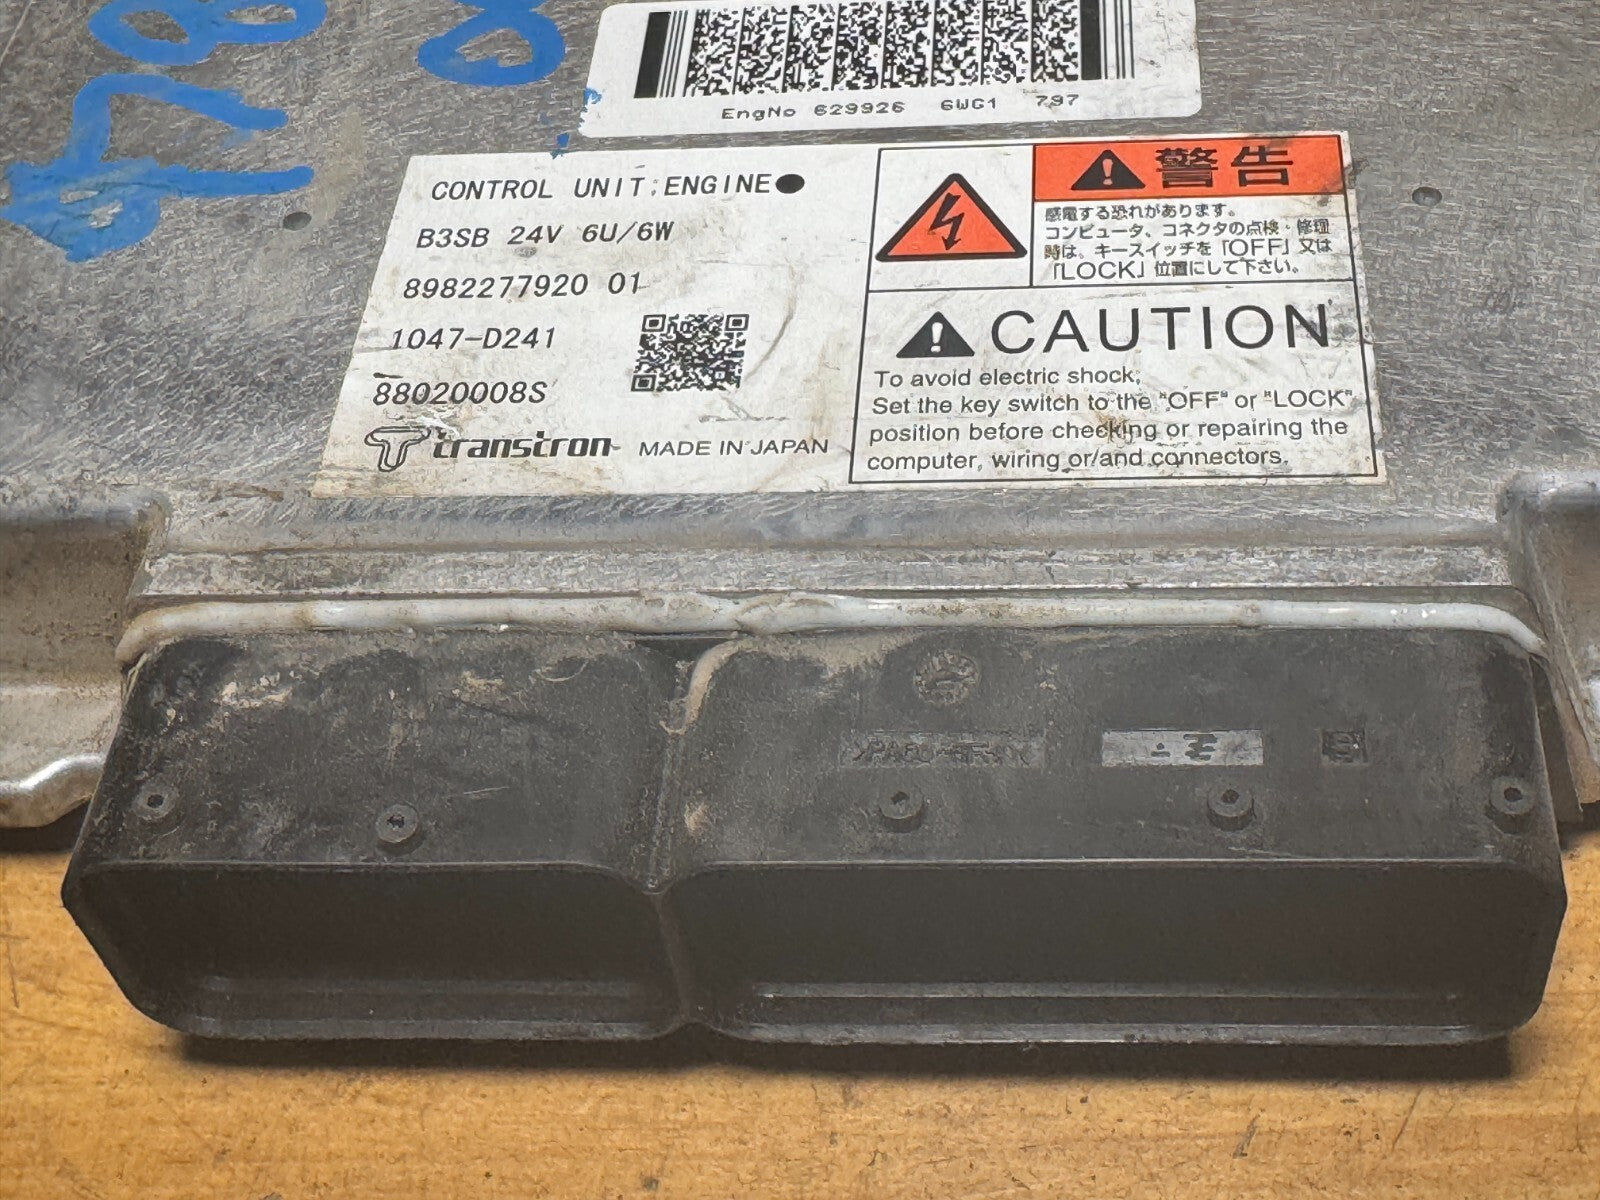 EngNo 629926 6WG1 797
CONTROL UNIT;ENGINE●
B3SB 24V 6U/6W
8982277920 01
1047-D241
88020008S
transtron MADE IN JAPAN
警告
感電する恐れがあります。
コンピュータ、コネクタの点検・修理
時は、キースイッチを「OFF」又は
「LOCK」位置にして下さい。
CAUTION
To avoid electric shock,
Set the key switch to the "OFF" or "LOCK"
position before checking or repairing the
computer, wiring or/and connectors.